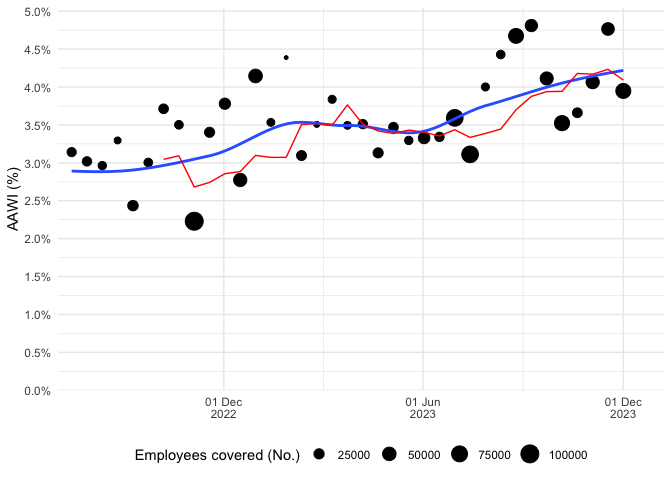 5.0%
4.5%
4.0%
3.5%
3.0%
2.5%
2.0%
1.5%
1.0%
0.5%
0.0%
AAWI (%)
01 Dec
2022
01 Jun
2023
01 Dec
2023
Employees covered (No.) 25000 50000 75000 100000